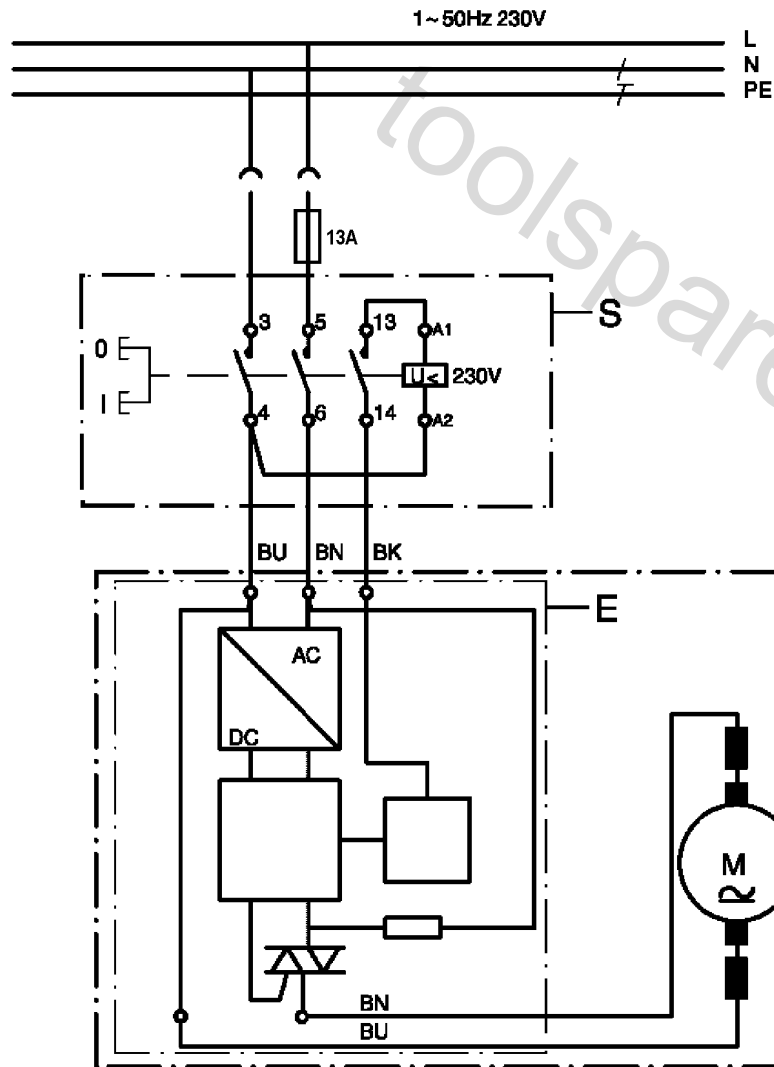 1~50Hz 230V
L
N
PE
13A
S
3 5 13 A1
0
U< 230V
I
4 6 14 A2
BU BN BK
E
AC
DC
M
BN
BU
toolspare